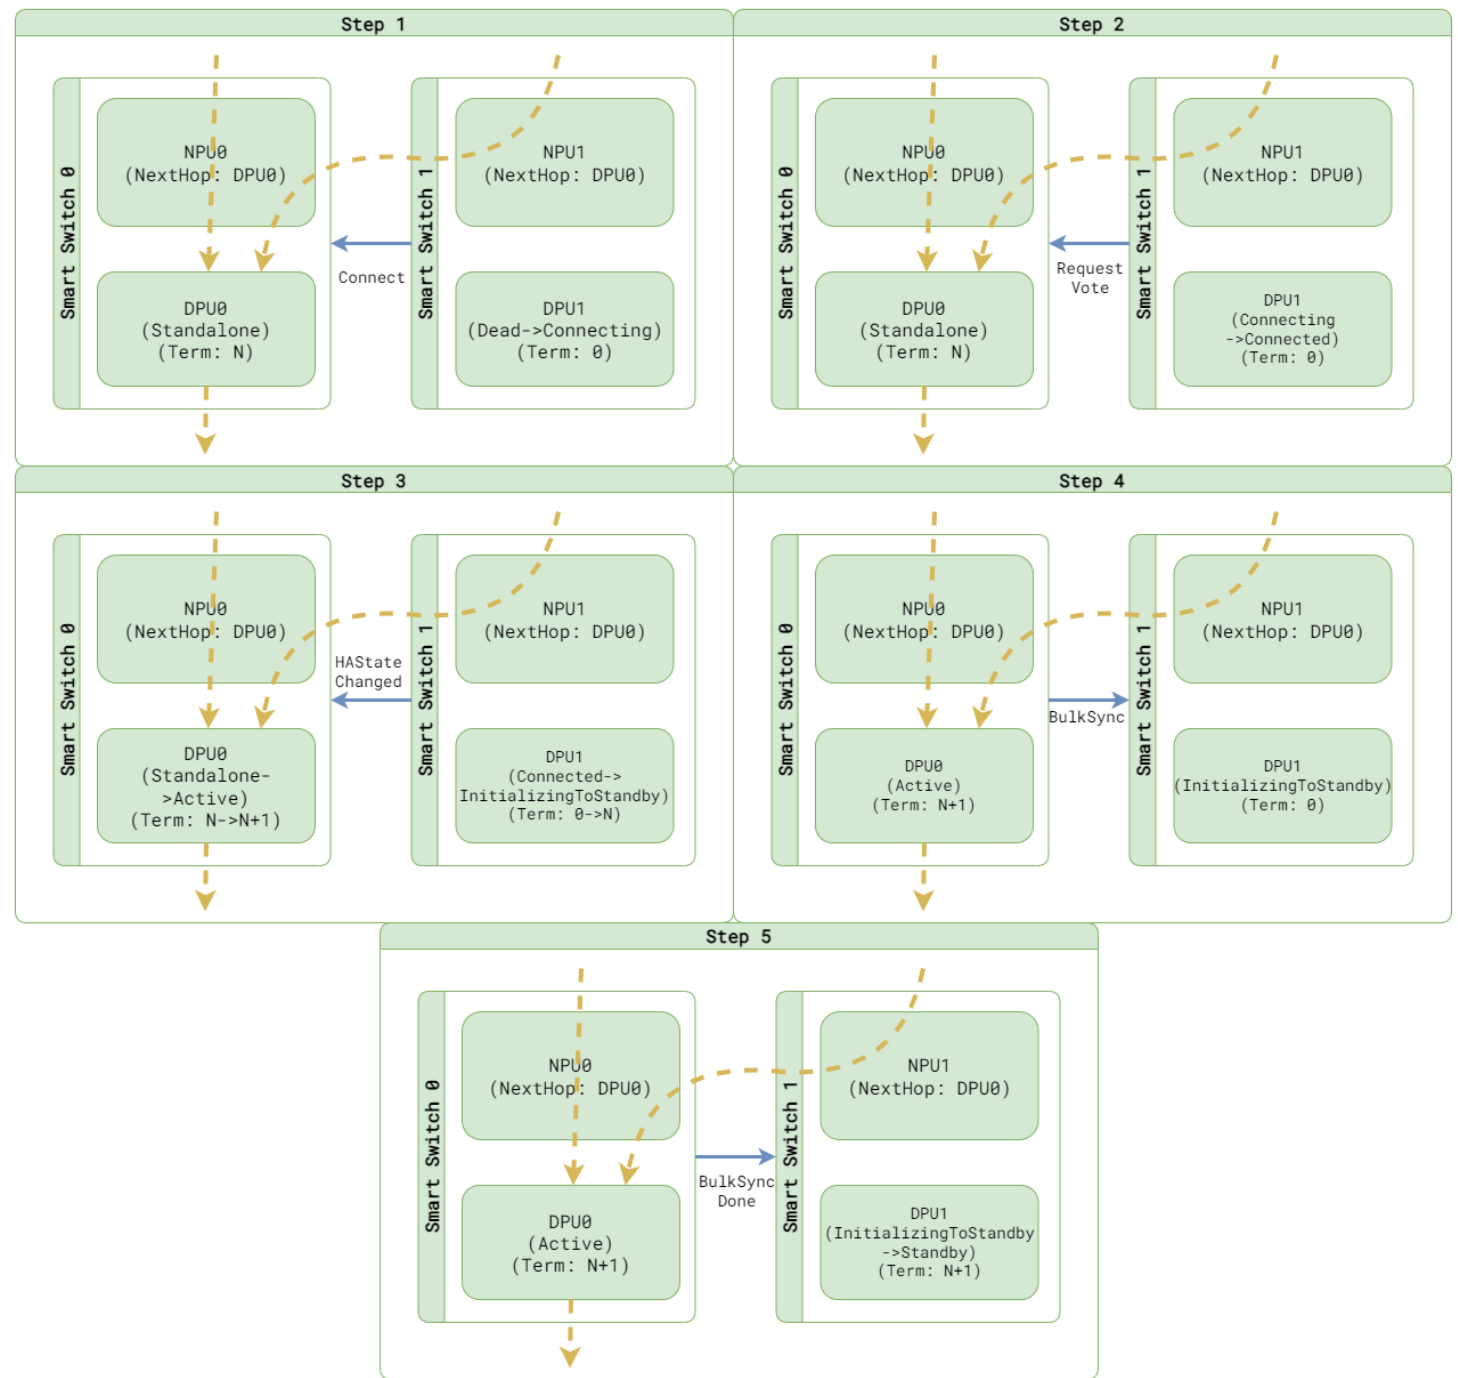 Step 1
Smart Switch 0
NPU0
(NextHop: DPU0)
DPU0
(Standalone)
(Term: N)
Connect
Smart Switch 1
NPU1
(NextHop: DPU0)
DPU1
(Dead->Connecting)
(Term: 0)
Step 2
Smart Switch 0
NPU0
(NextHop: DPU0)
DPU0
(Standalone)
(Term: N)
Request
Vote
Smart Switch 1
NPU1
(NextHop: DPU0)
DPU1
(Connecting
->Connected)
(Term: 0)
Step 3
Smart Switch 0
NPU0
(NextHop: DPU0)
DPU0
(Standalone-
->Active)
(Term: N->N+1)
HAState
Changed
Smart Switch 1
NPU1
(NextHop: DPU0)
DPU1
(Connected->
InitializingToStandby)
(Term: 0->N)
Step 4
Smart Switch 0
NPU0
(NextHop: DPU0)
DPU0
(Active)
(Term: N+1)
BulkSync
Smart Switch 1
NPU1
(NextHop: DPU0)
DPU1
(InitializingToStandby)
(Term: 0)
Step 5
Smart Switch 0
NPU0
(NextHop: DPU0)
DPU0
(Active)
(Term: N+1)
BulkSync
Done
Smart Switch 1
NPU1
(NextHop: DPU0)
DPU1
(InitializingToStandby
->Standby)
(Term: N+1)